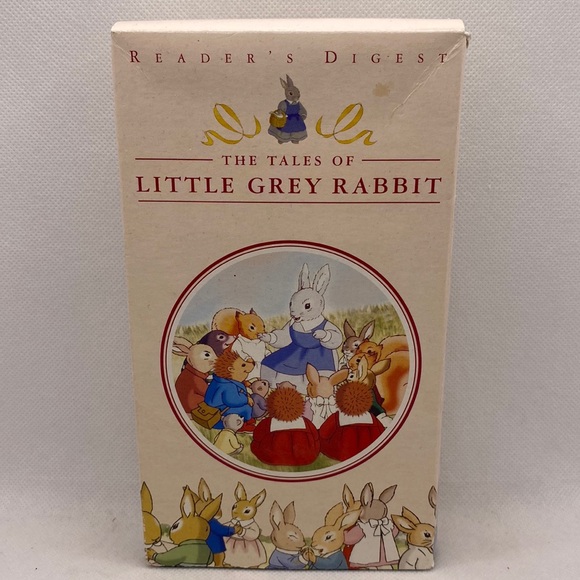 READER'S DIGEST
THE TALES OF
LITTLE GREY RABBIT